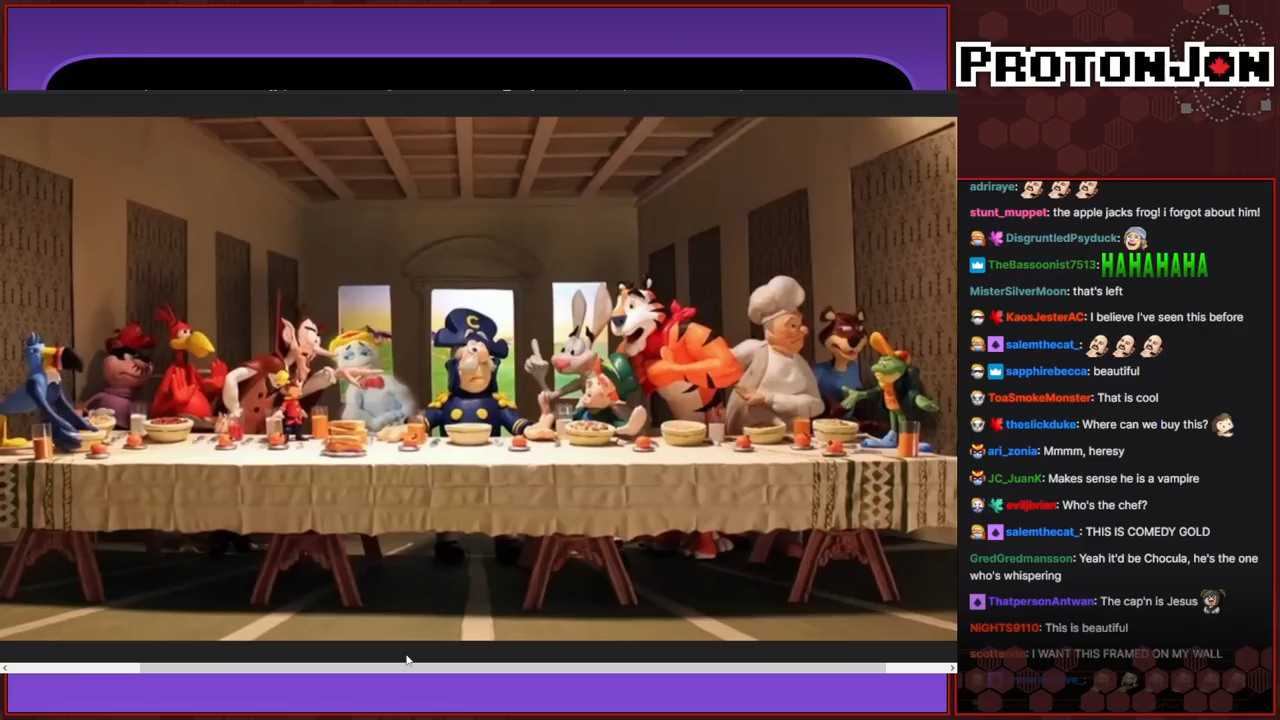 PROTONJON
C
adriraye:
stunt_muppet: the apple jacks frog! i forgot about him!
DisgruntledPsyduck:
TheBassoonist7513: HAHAHAHA
MisterSilverMoon: that's left
KaosJesterAC: I believe I've seen this before
salemthecat_:
sapphirebecca: beautiful
ToaSmokeMonster: That is cool
theslickduke: Where can we buy this?
ari_zonia: Mmmm, heresy
JC_JuanK: Makes sense he is a vampire
eviljbrian: Who's the chef?
salemthecat_: THIS IS COMEDY GOLD
GredGredmansson: Yeah it'd be Chocula, he's the one
who's whispering
ThatpersonAntwan: The cap'n is Jesus
NiGHTS9110: This is beautiful
I WANT THIS FRAMED ON MY WALL